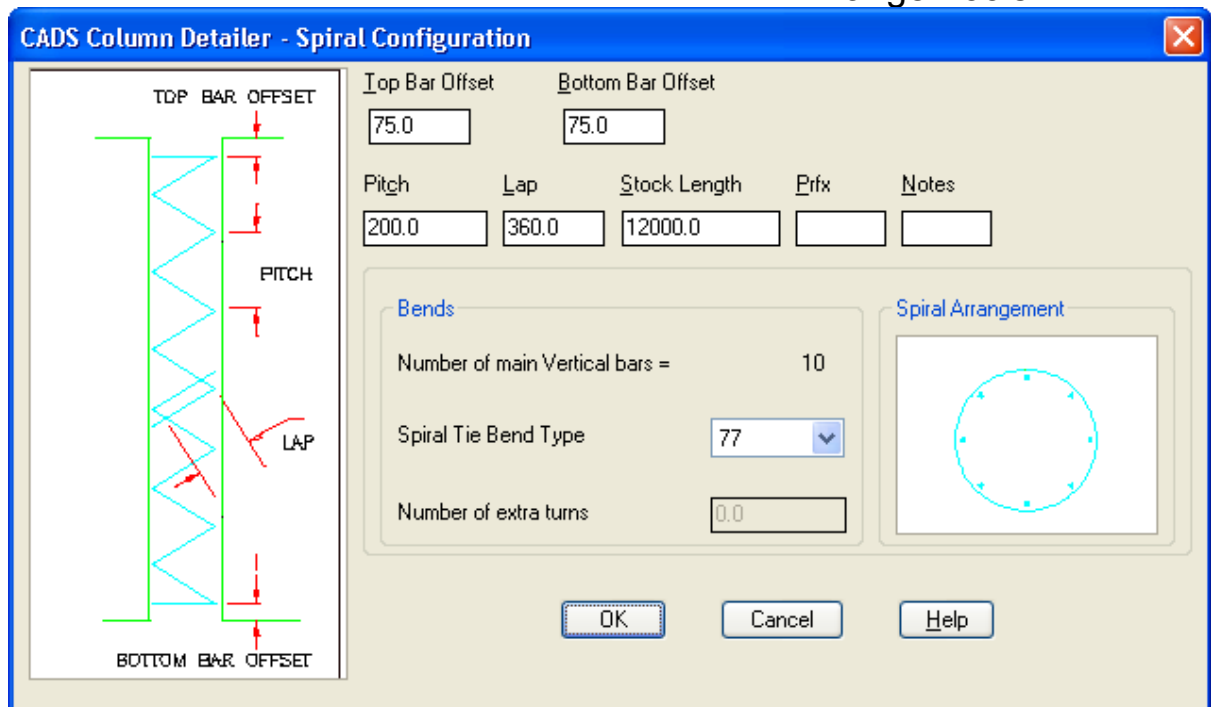 CADS Column Detailer - Spiral Configuration
TOP BAR OFFSET
PITCH
LAP
BOTTOM BAR OFFSET
Top Bar Offset Bottom Bar Offset
75.0 75.0
Pitch Lap Stock Length Prfx Notes
200.0 360.0 12000.0
Bends
Number of main Vertical bars = 10
Spiral Tie Bend Type 77
Number of extra turns 0.0
Spiral Arrangement
OK Cancel Help